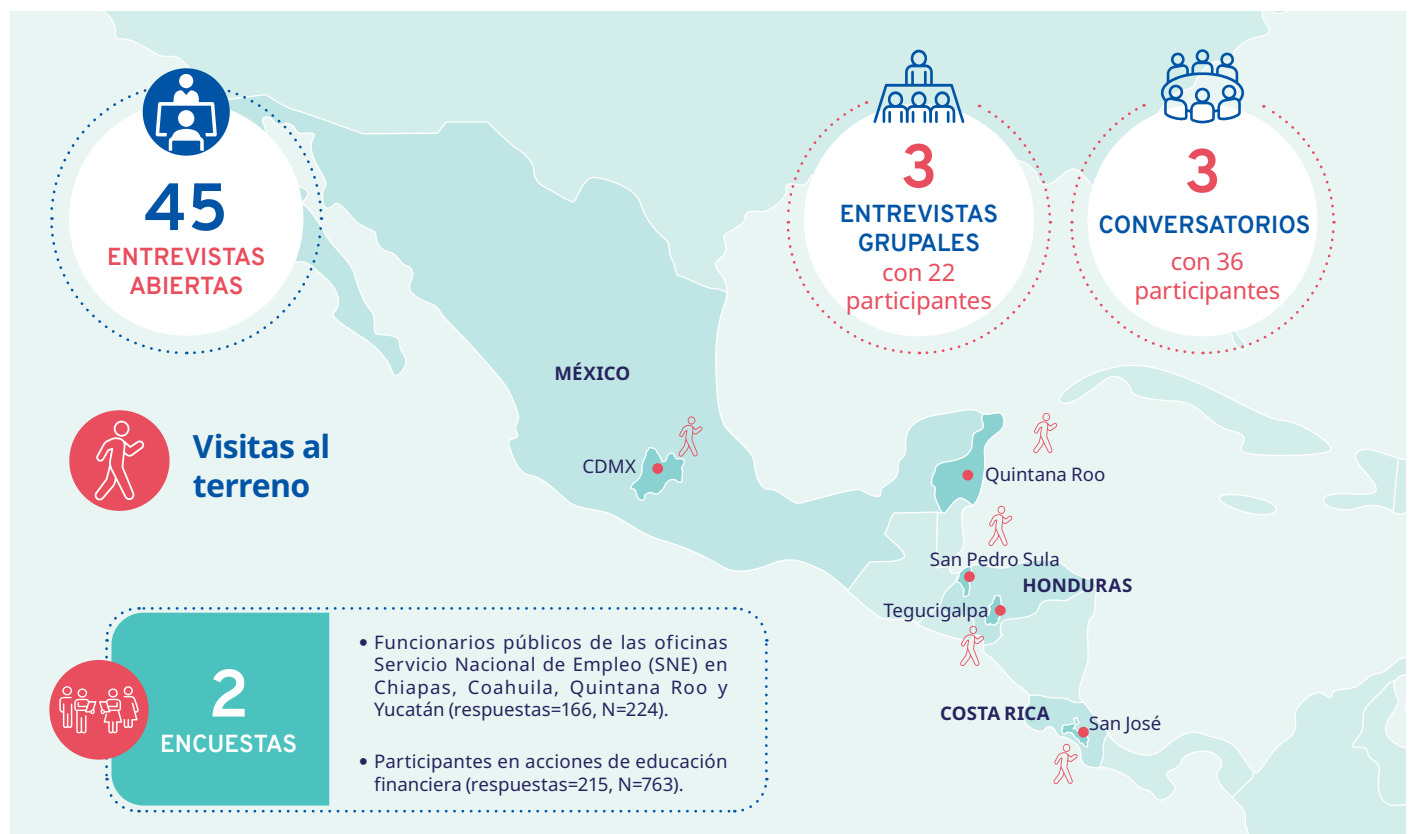 45
ENTREVISTAS
ABIERTAS
3
ENTREVISTAS
GRUPALES
con 22
participantes
3
CONVERSATORIOS
con 36
participantes
MÉXICO
CDMX
Quintana Roo
Visitas al
terreno
San Pedro Sula
HONDURAS
Tegucigalpa
COSTA RICA
San José
2
ENCUESTAS
• Funcionarios públicos de las oficinas
Servicio Nacional de Empleo (SNE) en
Chiapas, Coahuila, Quintana Roo y
Yucatán (respuestas=166, N=224).
• Participantes en acciones de educación
financiera (respuestas=215, N=763).